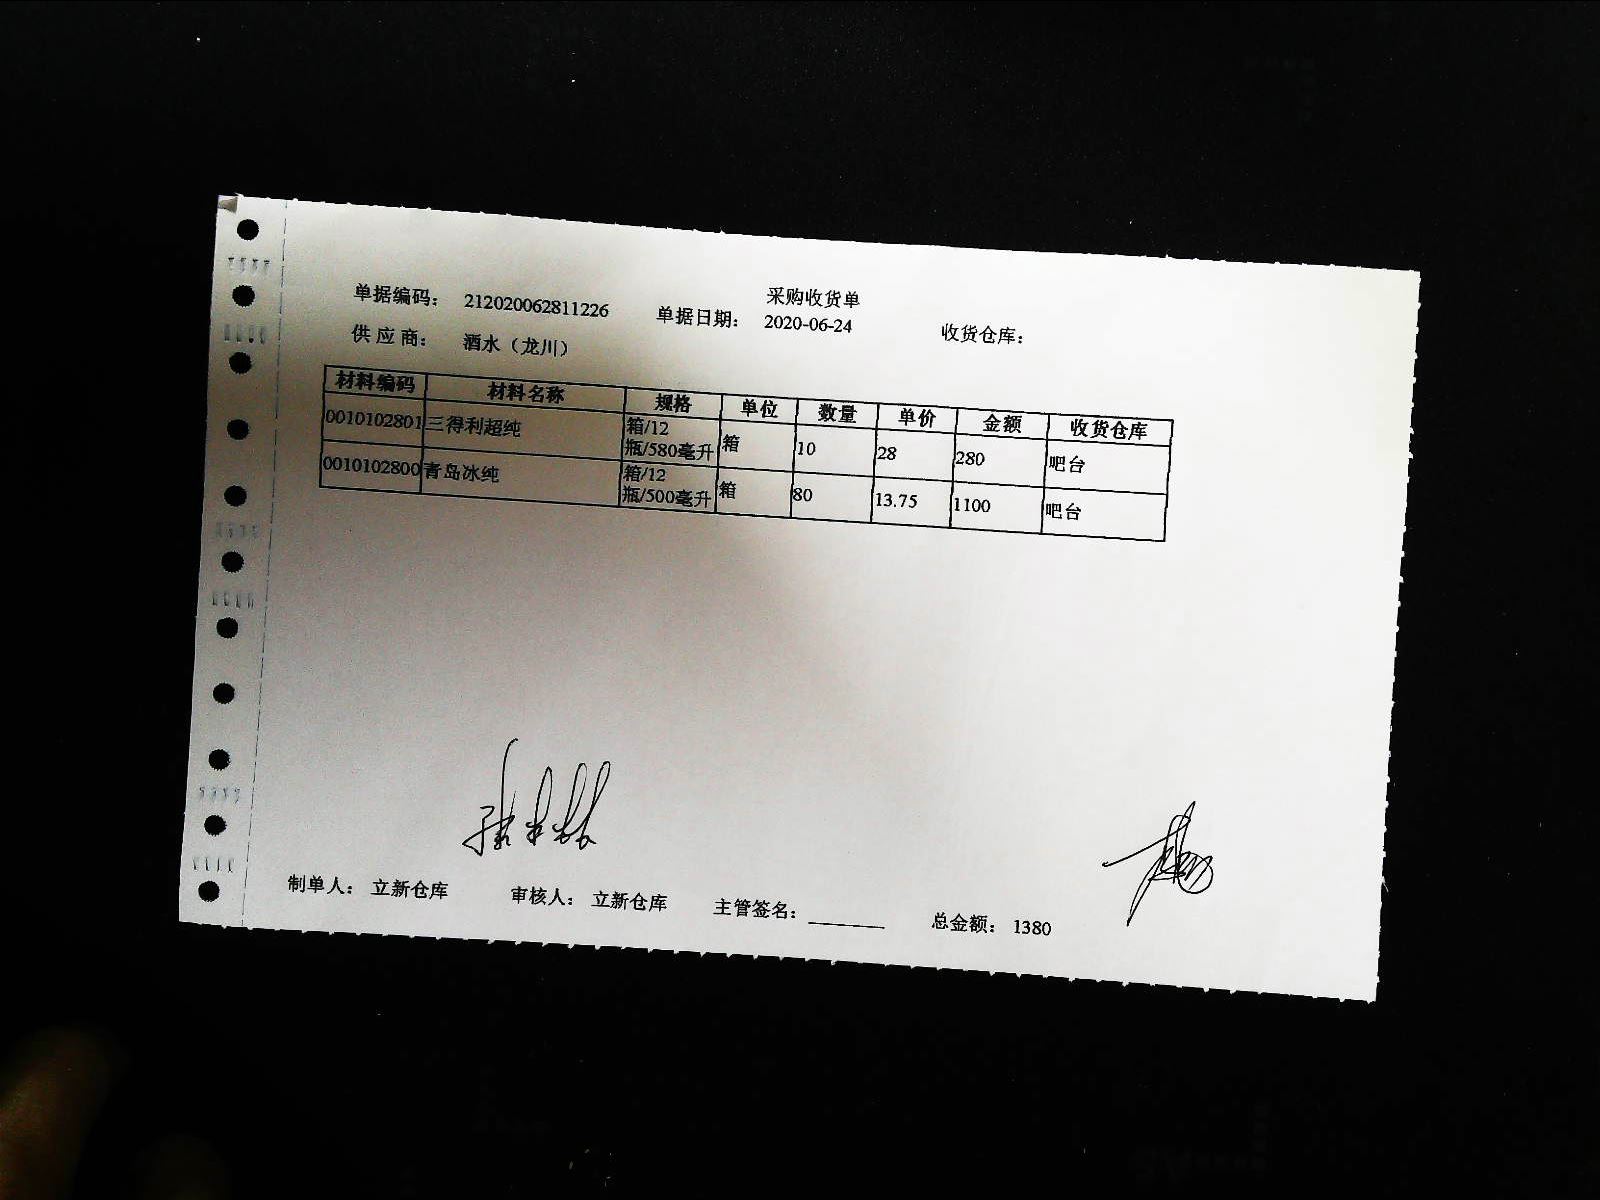 采购收货单
单据编码： 212020062811226 单据日期： 2020-06-24 收货仓库：
供 应 商： 酒水（龙川）
材料编码 材料名称 规格 单位 数量 单价 金额 收货仓库
0010102801 三得利超纯 箱/12瓶/580毫升 箱 10 28 280 吧台
0010102800 青岛冰纯 箱/12瓶/500毫升 箱 80 13.75 1100 吧台
制单人： 立新仓库 审核人： 立新仓库 主管签名： 总金额： 1380